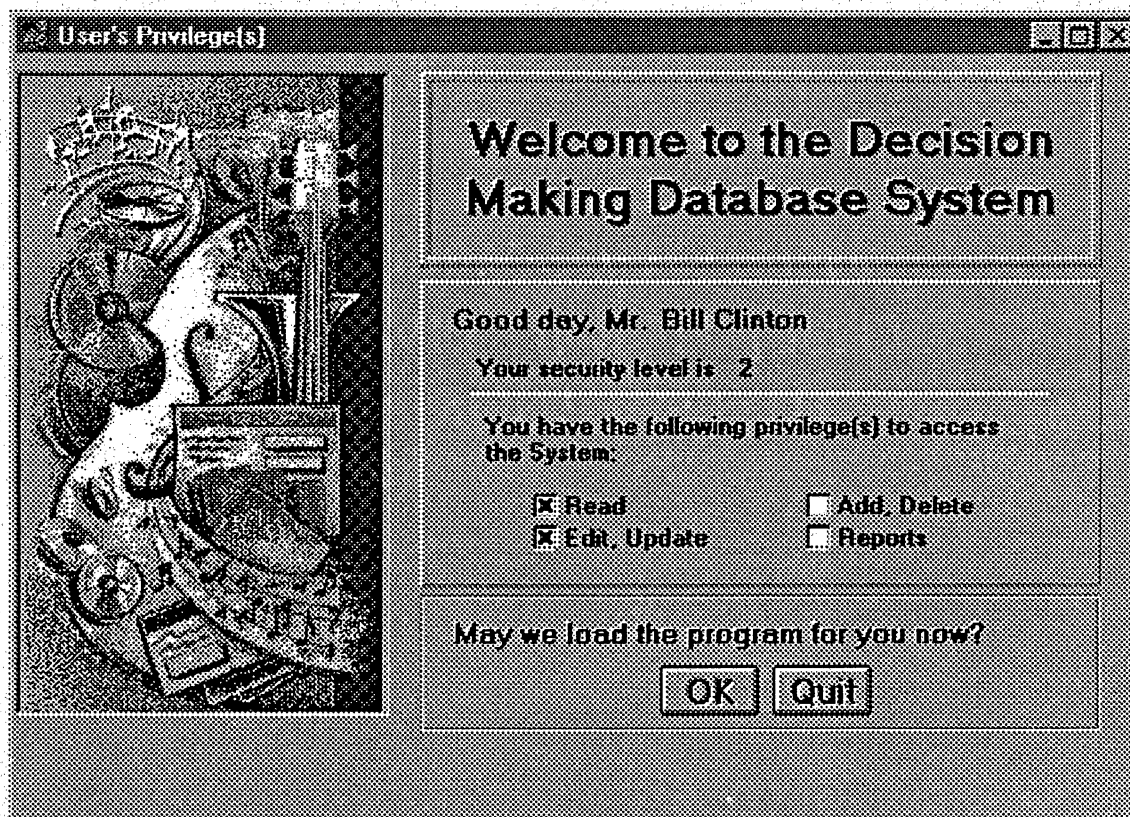 User's Privilege(s)
Welcome to the Decision
Making Database System
Good day, Mr. Bill Clinton
Your security level is 2
You have the following privilege(s) to access
the System:
Read
Add, Delete
Edit, Update
Reports
May we load the program for you now?
OK
Quit